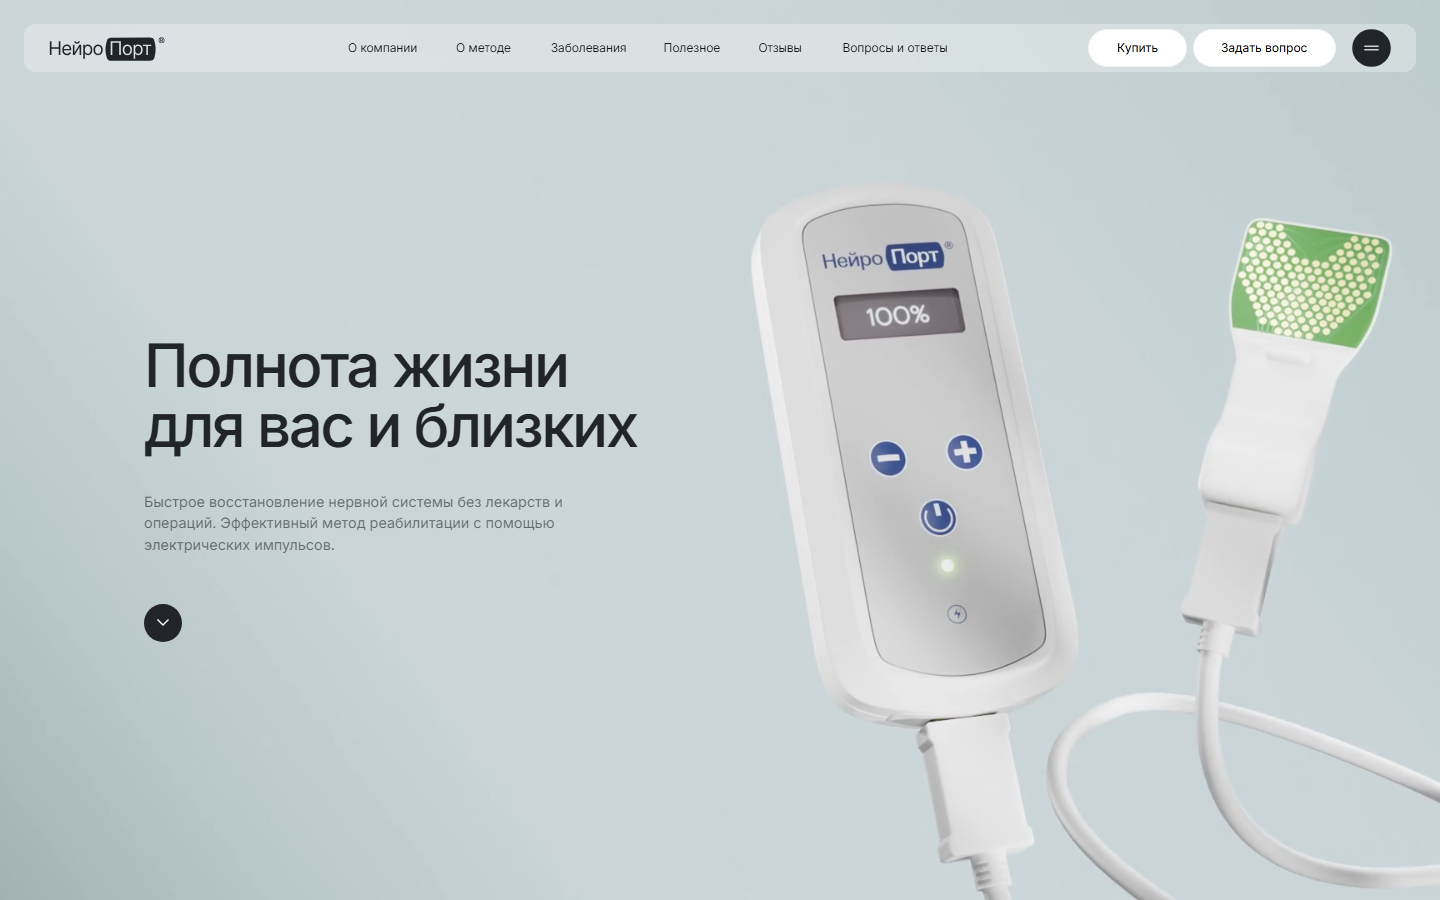 Нейро Порт ®
О компании
О методе
Заболевания
Полезное
Отзывы
Вопросы и ответы
Купить
Задать вопрос
Нейро Порт ®
100%
Полнота жизни
для вас и близких
Быстрое восстановление нервной системы без лекарств и
операций. Эффективный метод реабилитации с помощью
электрических импульсов.